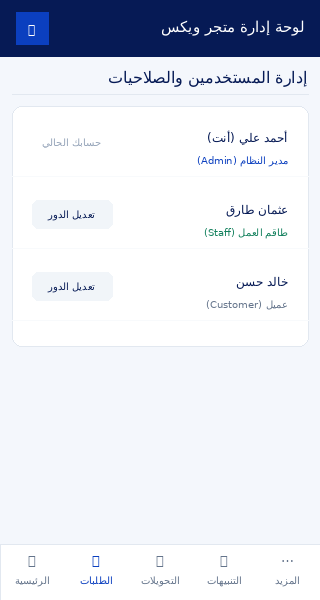 لوحة إدارة متجر ويكس
إدارة المستخدمين والصلاحيات
أحمد علي (أنت)
مدير النظام (Admin)
حسابك الحالي
عثمان طارق
طاقم العمل (Staff)
تعديل الدور
خالد حسن
عميل (Customer)
تعديل الدور
المزيد
التنبيهات
التحويلات
الطلبات
الرئيسية